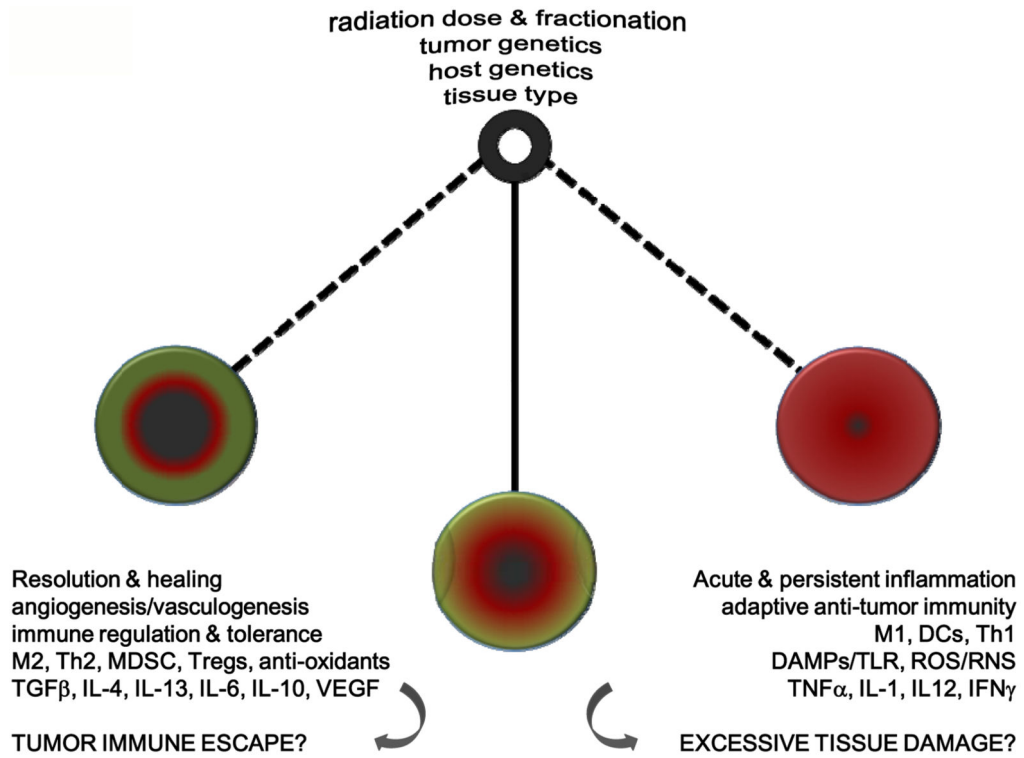 radiation dose & fractionation
tumor genetics
host genetics
tissue type
Resolution & healing
angiogenesis/vasculogenesis
immune regulation & tolerance
M2, Th2, MDSC, Tregs, anti-oxidants
TGFβ, IL-4, IL-13, IL-6, IL-10, VEGF
TUMOR IMMUNE ESCAPE?
Acute & persistent inflammation
adaptive anti-tumor immunity
M1, DCs, Th1
DAMPs/TLR, ROS/RNS
TNFα, IL-1, IL12, IFNγ
EXCESSIVE TISSUE DAMAGE?